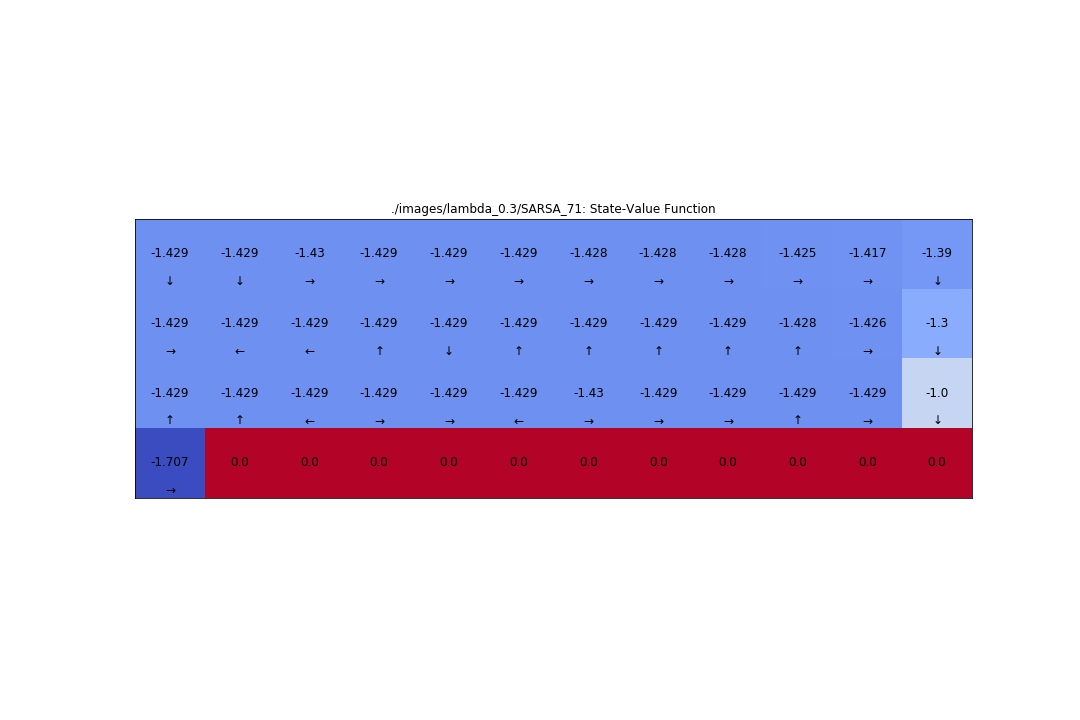 ./images/lambda_0.3/SARSA_71: State-Value Function
-1.429 -1.429 -1.43 -1.429 -1.429 -1.429 -1.428 -1.428 -1.428 -1.425 -1.417 -1.39
↓ ↓ → → → → → → → → → ↓
-1.429 -1.429 -1.429 -1.429 -1.429 -1.429 -1.429 -1.429 -1.429 -1.428 -1.426 -1.3
→ ← ← ↑ ↓ ↑ ↑ ↑ ↑ ↑ → ↓
-1.429 -1.429 -1.429 -1.429 -1.429 -1.429 -1.43 -1.429 -1.429 -1.429 -1.429 -1.0
↑ ↑ ← → → ← → → → ↑ → ↓
-1.707 0.0 0.0 0.0 0.0 0.0 0.0 0.0 0.0 0.0 0.0 0.0
→